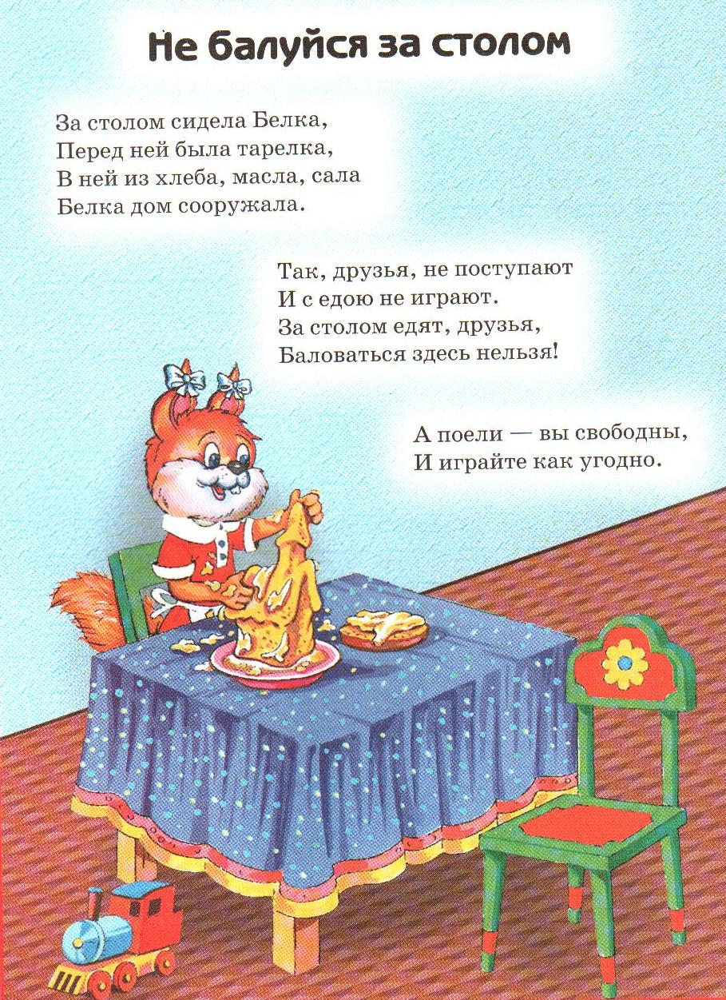 Не балуйся за столом
За столом сидела Белка,
Перед ней была тарелка,
В ней из хлеба, масла, сала
Белка дом сооружала.
Так, друзья, не поступают
И с едою не играют.
За столом едят, друзья,
Баловаться здесь нельзя!
А поели — вы свободны,
И играйте как угодно.